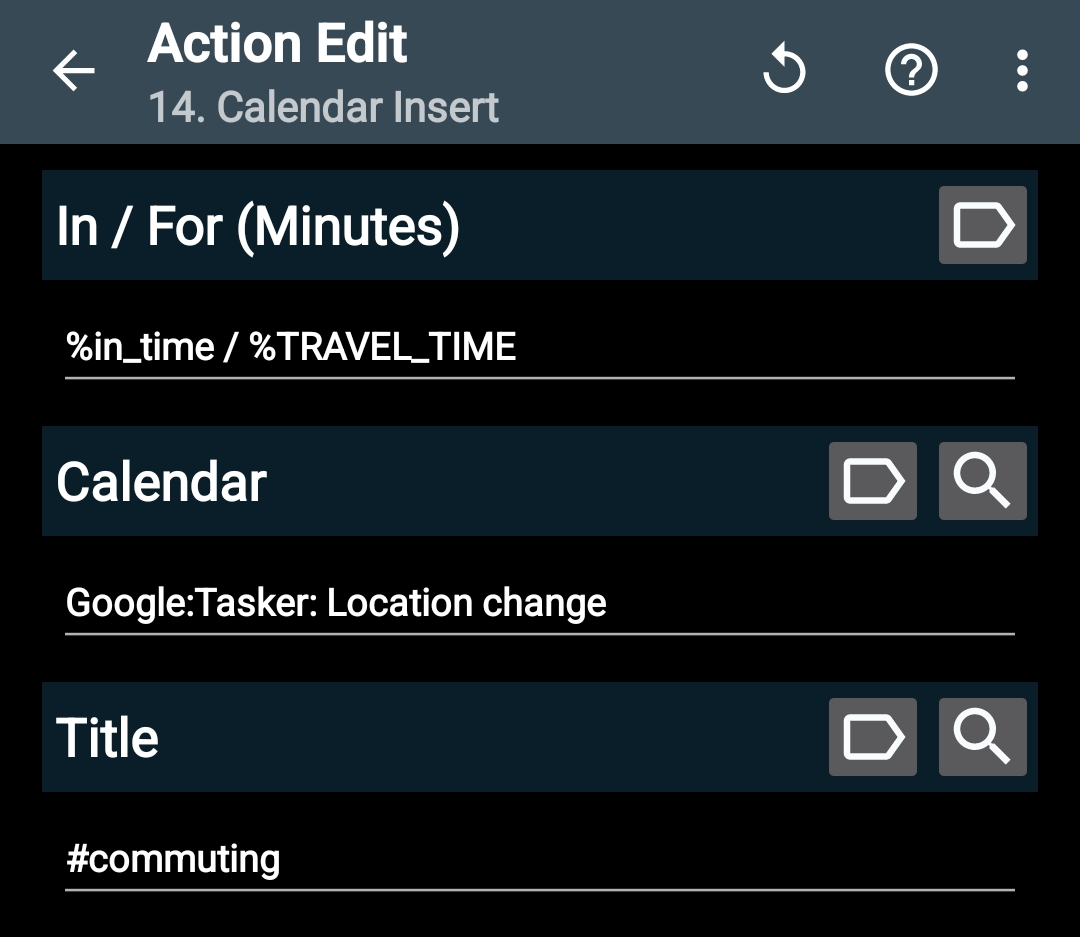 Action Edit
14. Calendar Insert
In / For (Minutes)
%in_time / %TRAVEL_TIME
Calendar
Google:Tasker: Location change
Title
#commuting